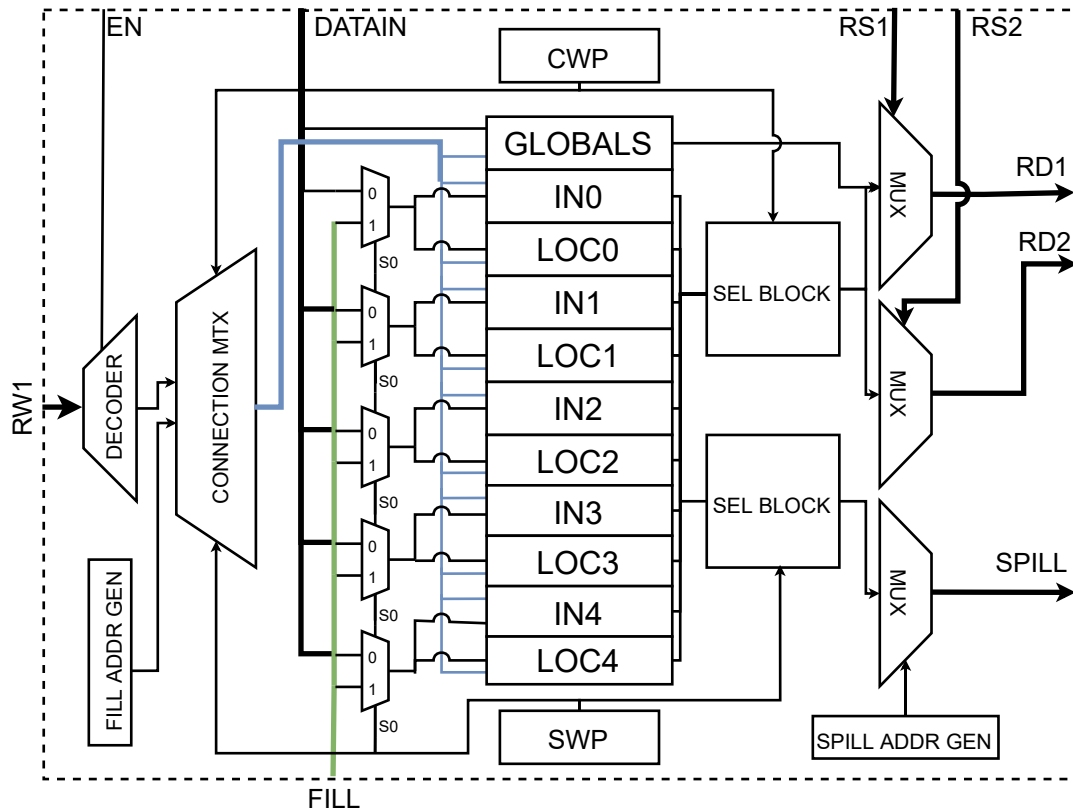 EN
DATAIN
RS1
RS2
CWP
GLOBALS
MUX
RD1
0
1
IN0
S0
LOC0
RD2
SEL BLOCK
0
1
IN1
S0
LOC1
RW1
DECODER
CONNECTION MTX
MUX
0
1
IN2
S0
LOC2
SEL BLOCK
0
1
IN3
S0
LOC3
MUX
SPILL
FILL ADDR GEN
0
1
IN4
S0
LOC4
SWP
SPILL ADDR GEN
FILL